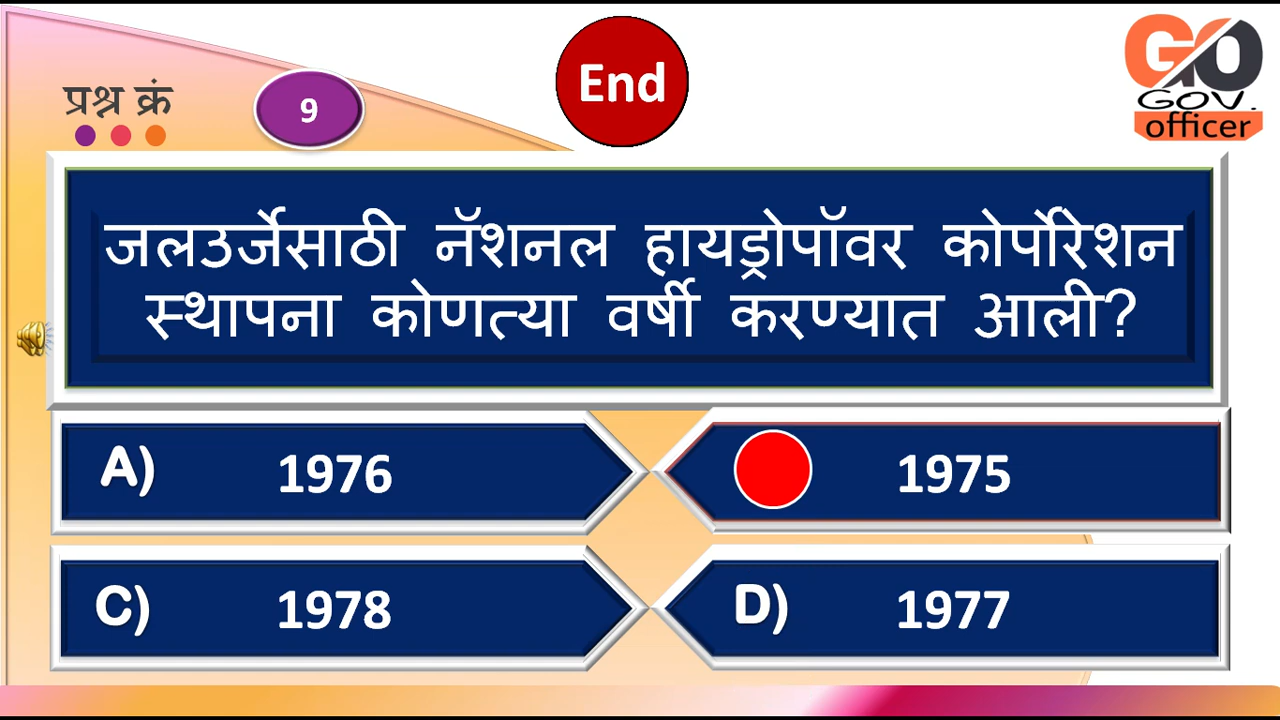 End
GO
GOV.
officer
प्रश्न क्रं
9
जलउर्जेसाठी नॅशनल हायड्रोपॉवर कोर्पोरेशन
स्थापना कोणत्या वर्षी करण्यात आली?
A) 1976
1975
C) 1978
D) 1977